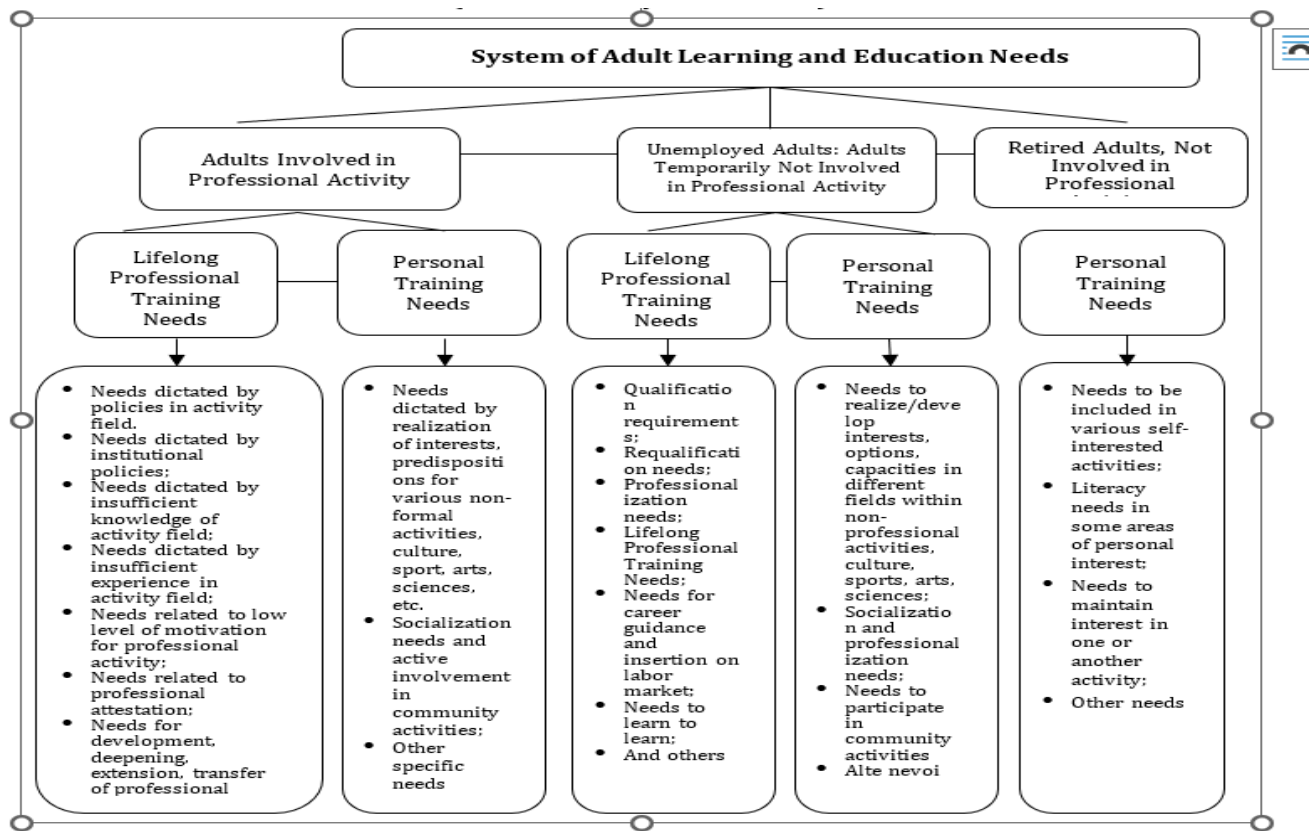 System of Adult Learning and Education Needs
Adults Involved in
Professional Activity
Unemployed Adults: Adults
Temporarily Not Involved
in Professional Activity
Retired Adults, Not
Involved in
Professional
Lifelong
Professional
Training
Needs
Personal
Training
Needs
Lifelong
Professional
Training
Needs
Personal
Training
Needs
Personal
Training
Needs
• Needs dictated by
policies in activity
field.
• Needs dictated by
institutional
policies;
• Needs dictated by
insufficient
knowledge of
activity field;
• Needs dictated by
insufficient
experience in
activity field;
• Needs related to low
level of motivation
for professional
activity;
• Needs related to
professional
attestation;
• Needs for
development,
deepening,
extension, transfer
of professional
• Needs
dictated by
realization
of interests,
predispositi
ons for
various non-
formal
activities,
culture,
sport, arts,
sciences,
etc.
• Socialization
needs and
active
involvement
in
community
activities;
• Other
specific
needs
• Qualificatio
n
requirement
s;
• Requalificati
on needs;
• Professional
ization
needs;
• Lifelong
Professional
Training
Needs;
• Needs for
career
guidance
and
insertion on
labor
market;
• Needs to
learn to
learn;
• And others
• Needs to
realize/deve
lop
interests,
options,
capacities in
different
fields within
non-
professional
activities,
culture,
sports, arts,
sciences;
• Socializatio
n and
professional
ization
needs;
• Needs to
participate
in
community
activities
• Alte nevoi
• Needs to be
included in
various self-
interested
activities;
• Literacy
needs in
some areas
of personal
interest;
• Needs to
maintain
interest in
one or
another
activity;
• Other needs